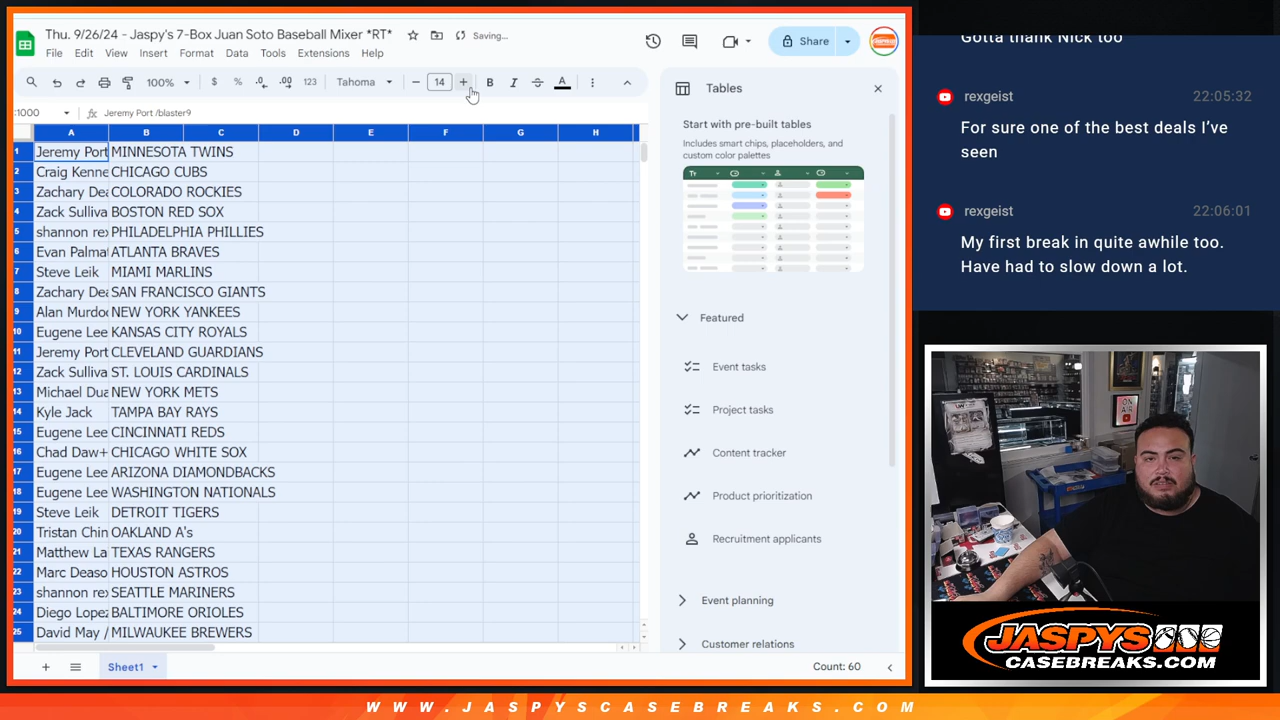 Thu. 9/26/24 - Jaspy's 7-Box Juan Soto Baseball Mixer *RT*
Saving...
File Edit View Insert Format Data Tools Extensions Help
Share
100% $ % .0 .00 123 Tahoma 14 B I A
:1000 fx Jeremy Port /blaster9
A B C D E F G H
1 Jeremy Port MINNESOTA TWINS
2 Craig Kenne CHICAGO CUBS
3 Zachary Dea COLORADO ROCKIES
4 Zack Sulliva BOSTON RED SOX
5 shannon rex PHILADELPHIA PHILLIES
6 Evan Palmat ATLANTA BRAVES
7 Steve Leik MIAMI MARLINS
8 Zachary Dea SAN FRANCISCO GIANTS
9 Alan Murdoc NEW YORK YANKEES
10 Eugene Lee KANSAS CITY ROYALS
11 Jeremy Port CLEVELAND GUARDIANS
12 Zack Sulliva ST. LOUIS CARDINALS
13 Michael Dua NEW YORK METS
14 Kyle Jack TAMPA BAY RAYS
15 Eugene Lee CINCINNATI REDS
16 Chad Daw+ CHICAGO WHITE SOX
17 Eugene Lee ARIZONA DIAMONDBACKS
18 Eugene Lee WASHINGTON NATIONALS
19 Steve Leik DETROIT TIGERS
20 Tristan Chin OAKLAND A's
21 Matthew La TEXAS RANGERS
22 Marc Deaso HOUSTON ASTROS
23 shannon rex SEATTLE MARINERS
24 Diego Lopez BALTIMORE ORIOLES
25 David May / MILWAUKEE BREWERS
Sheet1
Count: 60
Tables
Start with pre-built tables
Includes smart chips, placeholders, and
custom color palettes
Featured
Event tasks
Project tasks
Content tracker
Product prioritization
Recruitment applicants
Event planning
Customer relations
Gotta thank Nick too
rexgeist 22:05:32
For sure one of the best deals I've
seen
rexgeist 22:06:01
My first break in quite awhile too.
Have had to slow down a lot.
ON AIR
JASPYS
CASEBREAKS.COM
WWW.JASPYSCASEBREAKS.COM